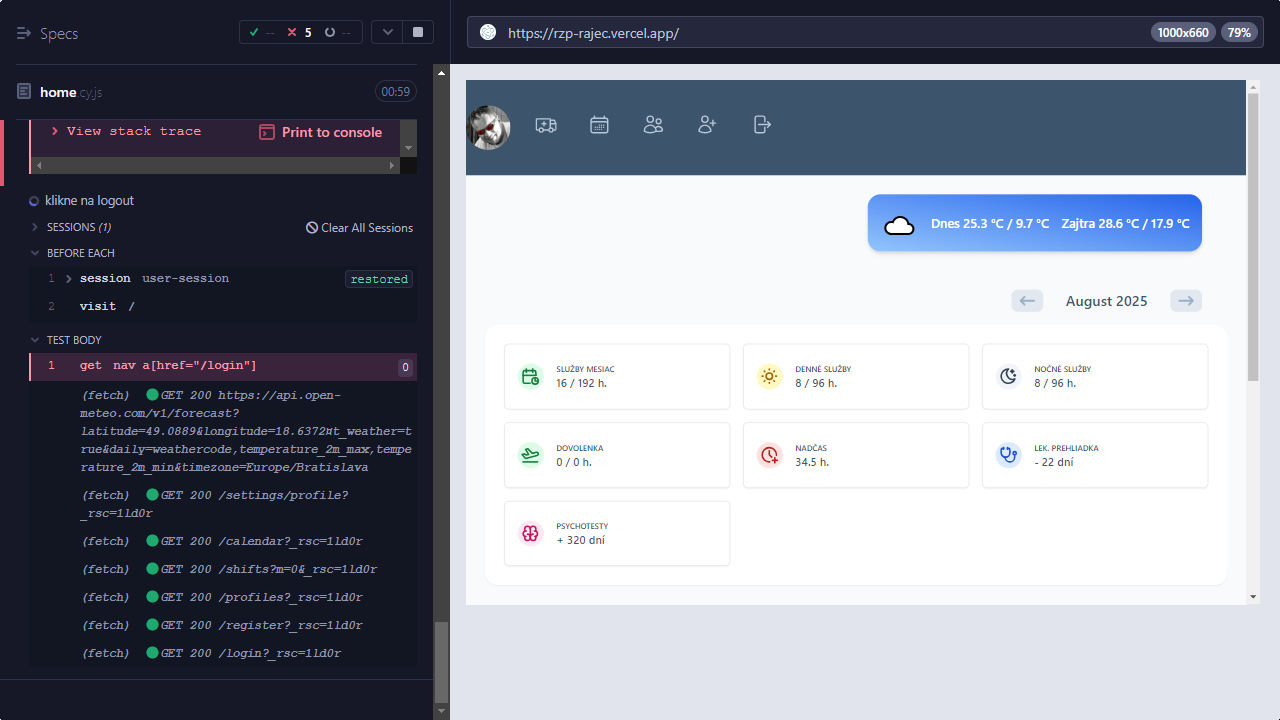 Specs
-- 5 --
home.cy.js
00:59
View stack trace
Print to console
klikne na logout
SESSIONS (1)
Clear All Sessions
BEFORE EACH
1 session user-session restored
2 visit /
TEST BODY
1 get nav a[href="/login"] 0
(fetch) GET 200 https://api.open-
meteo.com/v1/forecast?
latitude=49.0889&longitude=18.6372¤t_weather=t
rue&daily=weathercode,temperature_2m_max,tempe
rature_2m_min&timezone=Europe/Bratislava
(fetch) GET 200 /settings/profile?
_rsc=1ld0r
(fetch) GET 200 /calendar?_rsc=1ld0r
(fetch) GET 200 /shifts?m=0&_rsc=1ld0r
(fetch) GET 200 /profiles?_rsc=1ld0r
(fetch) GET 200 /register?_rsc=1ld0r
(fetch) GET 200 /login?_rsc=1ld0r
https://rzp-rajec.vercel.app/
1000x660
79%
Dnes 25.3 °C / 9.7 °C Zajtra 28.6 °C / 17.9 °C
August 2025
SLUŽBY MESIAC
16 / 192 h.
DENNÉ SLUŽBY
8 / 96 h.
NOČNÉ SLUŽBY
8 / 96 h.
DOVOLENKA
0 / 0 h.
NADČAS
34.5 h.
LEK. PREHLIADKA
- 22 dní
PSYCHOTESTY
+ 320 dní